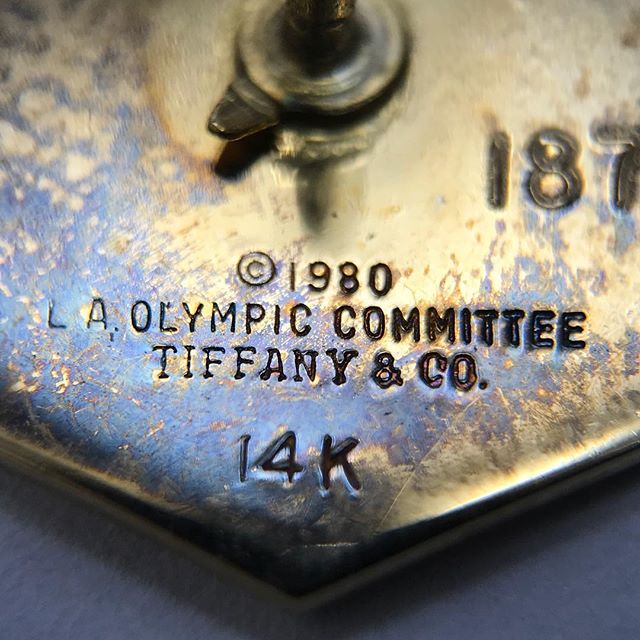 187
©1980
L.A. OLYMPIC COMMITTEE
TIFFANY & CO.
14K